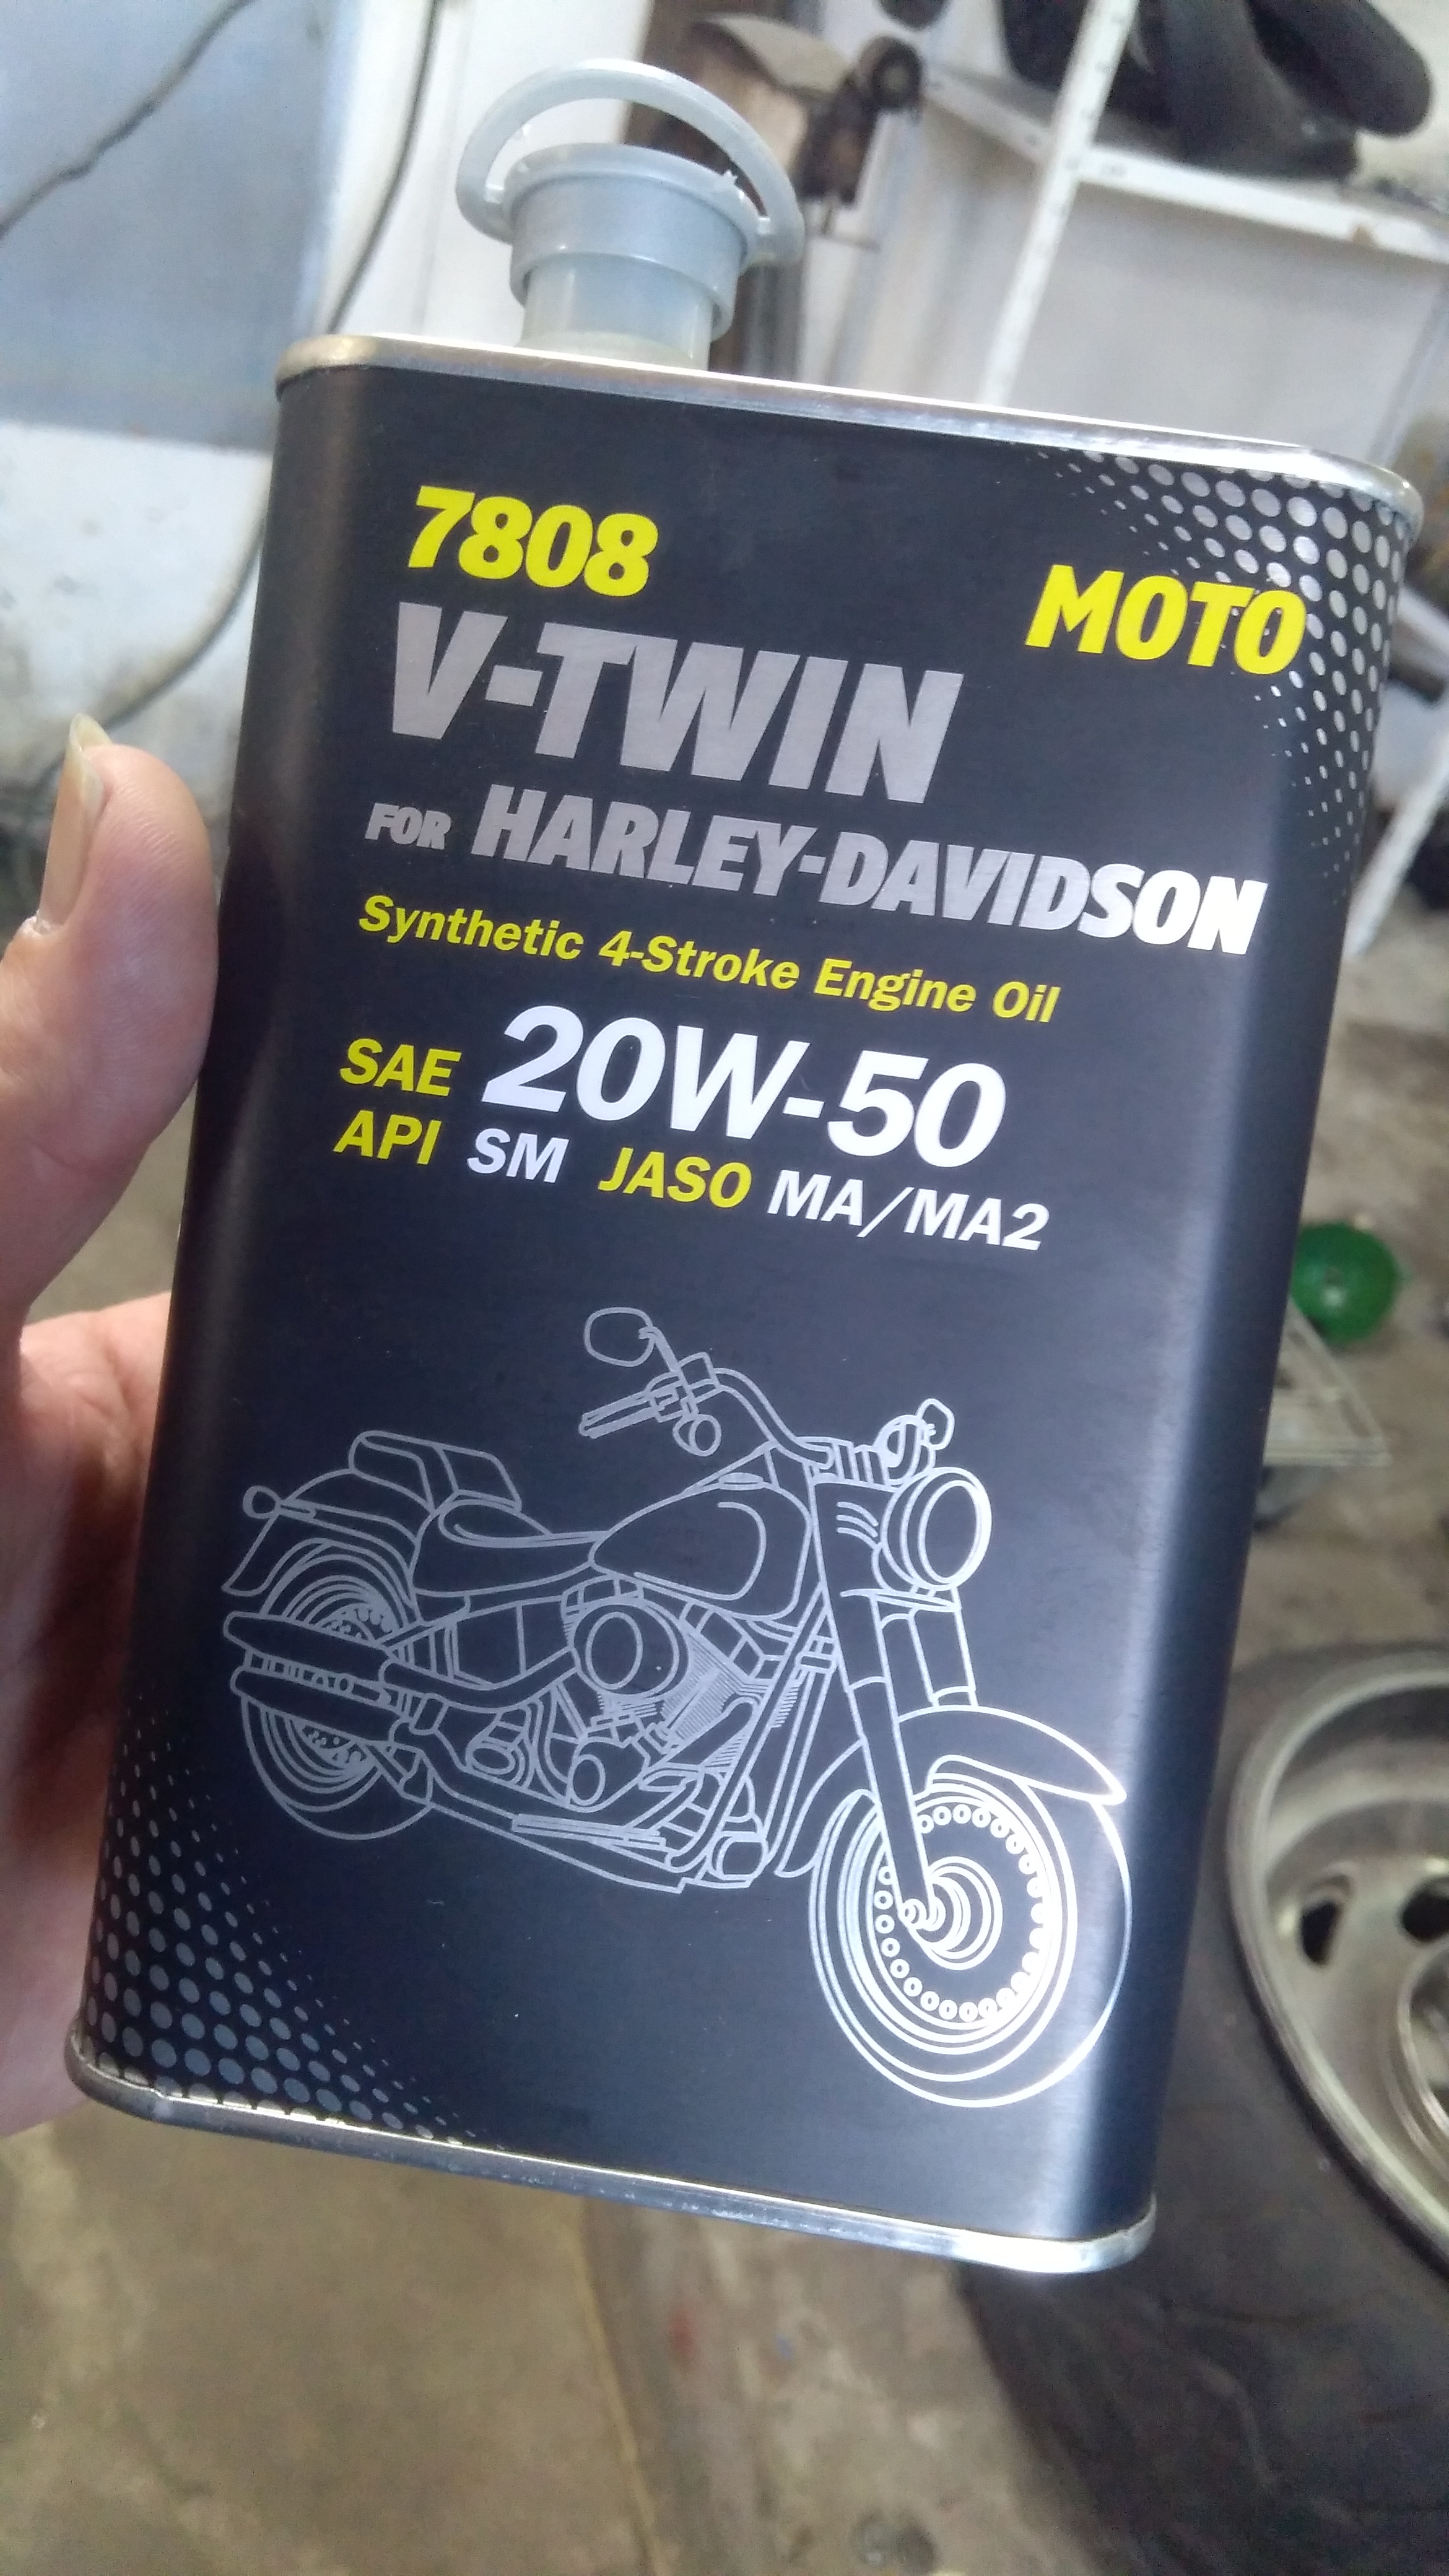 7808
MOTO
V-TWIN
FOR HARLEY-DAVIDSON
Synthetic 4-Stroke Engine Oil
SAE 20W-50
API SM JASO MA/MA2